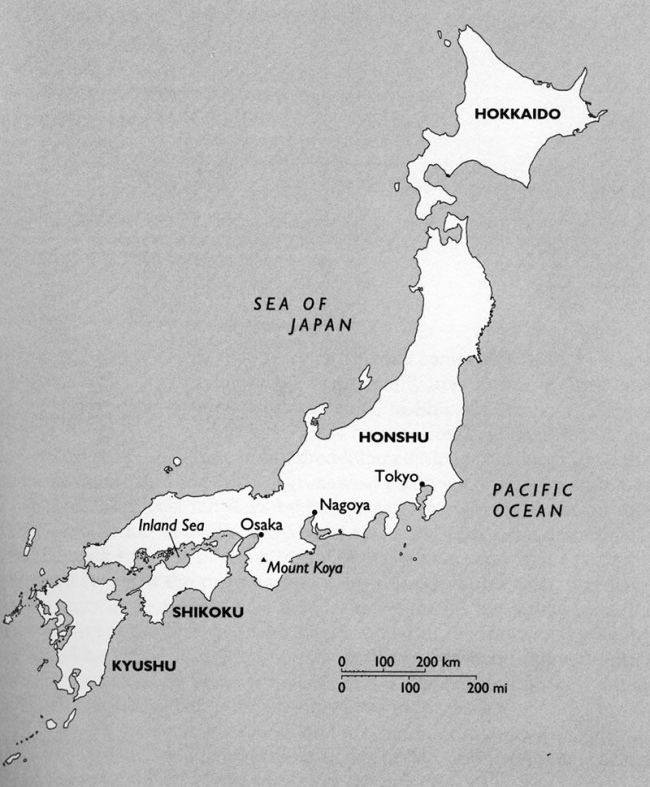 HOKKAIDO
SEA OF
JAPAN
HONSHU
Tokyo
PACIFIC
OCEAN
Nagoya
Inland Sea
Osaka
Mount Koya
SHIKOKU
KYUSHU
0 100 200 km
0 100 200 mi